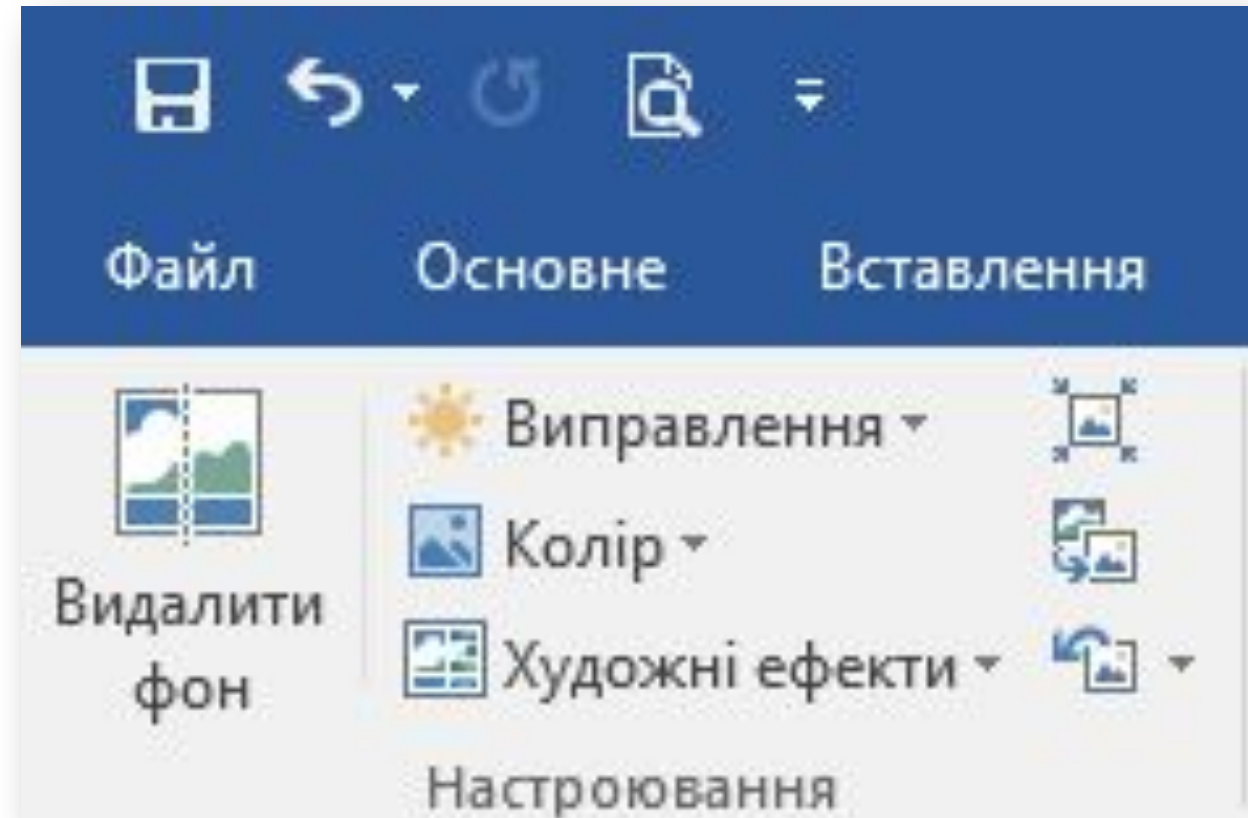 Файл Основне Вставлення
Виправлення
Колір
Видалити
фон
Художні ефекти
Настроювання